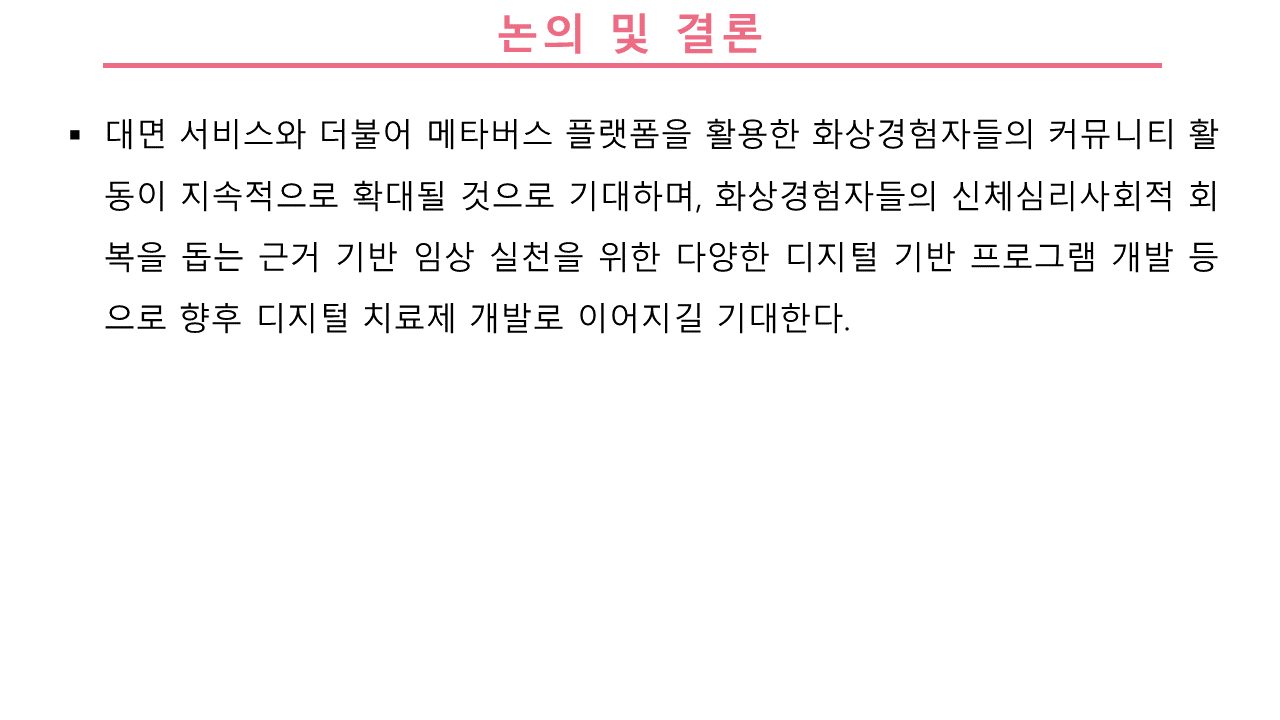 논의 및 결론
▪ 대면 서비스와 더불어 메타버스 플랫폼을 활용한 화상경험자들의 커뮤니티 활
동이 지속적으로 확대될 것으로 기대하며, 화상경험자들의 신체심리사회적 회
복을 돕는 근거 기반 임상 실천을 위한 다양한 디지털 기반 프로그램 개발 등
으로 향후 디지털 치료제 개발로 이어지길 기대한다.